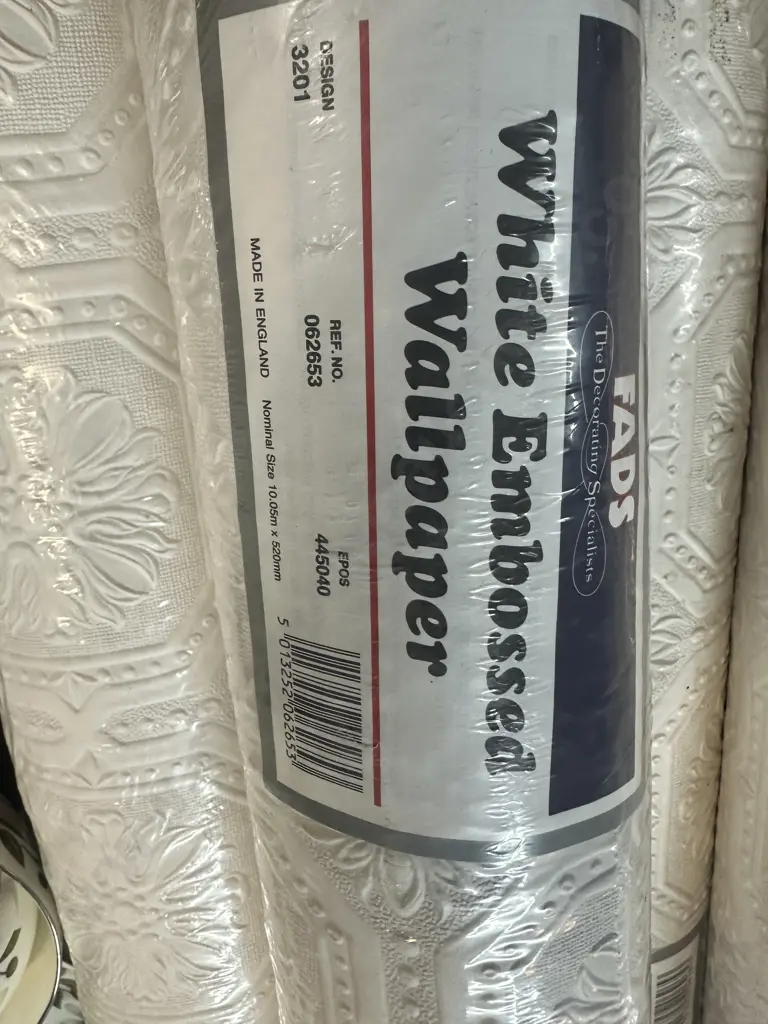 FADS
The Decorating Specialists
White Embossed
Wallpaper
DESIGN
3201
REF. NO.
062653
EPOS
445040
MADE IN ENGLAND
Nominal Size 10.05m x 520mm
5 013252 062653